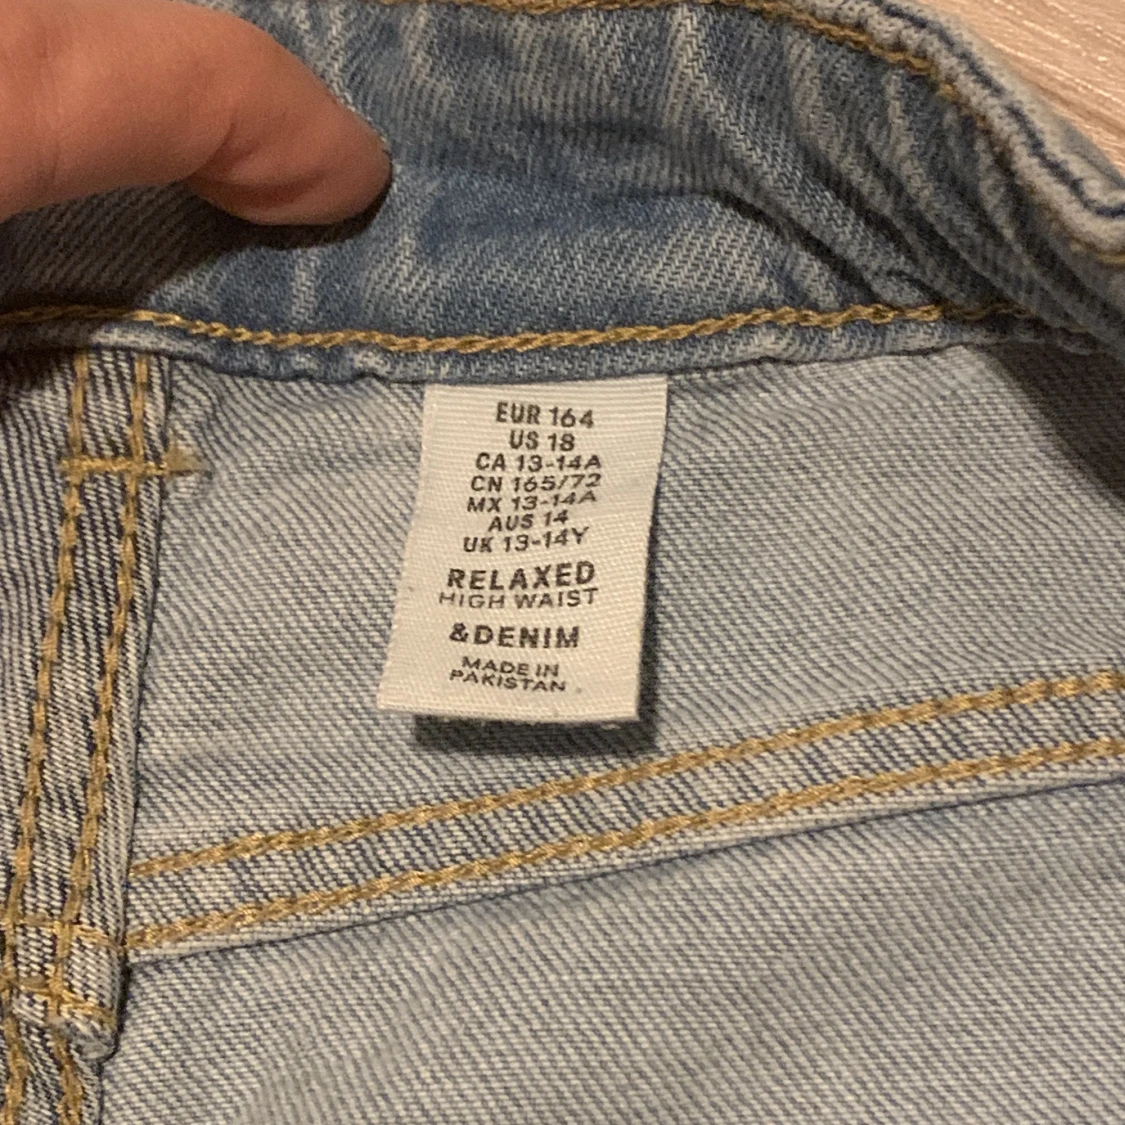 EUR 164
US 18
CA 13-14A
CN 165/72
MX 13-14A
AUS 14
UK 13-14Y
RELAXED
HIGH WAIST
&DENIM
MADE IN
PAKISTAN